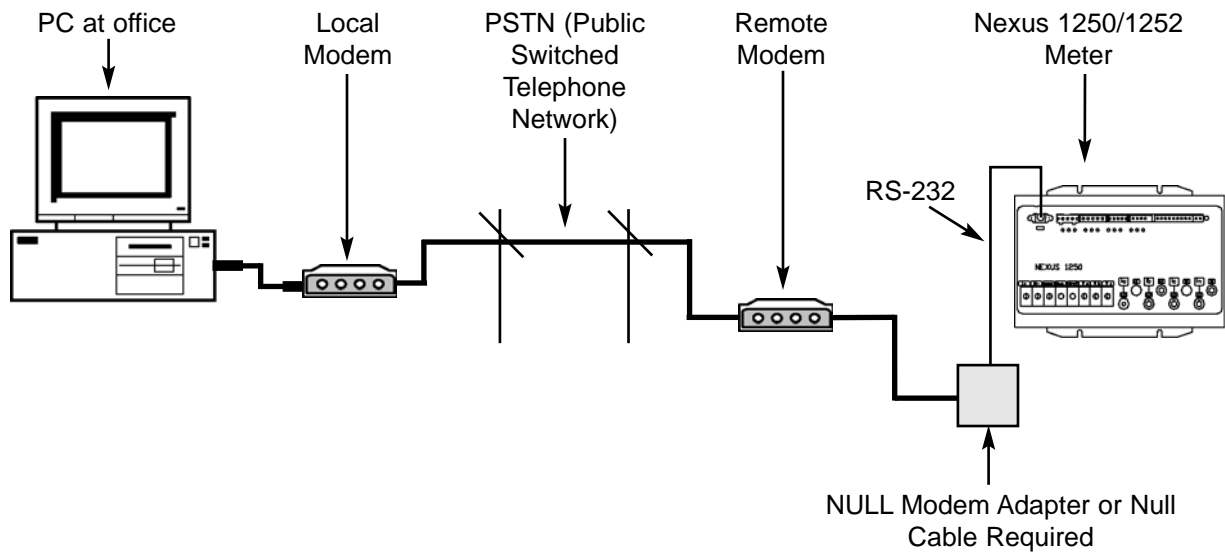 PC at office
Local
Modem
PSTN (Public
Switched
Telephone
Network)
Remote
Modem
Nexus 1250/1252
Meter
RS-232
NEXUS 1250
NULL Modem Adapter or Null
Cable Required